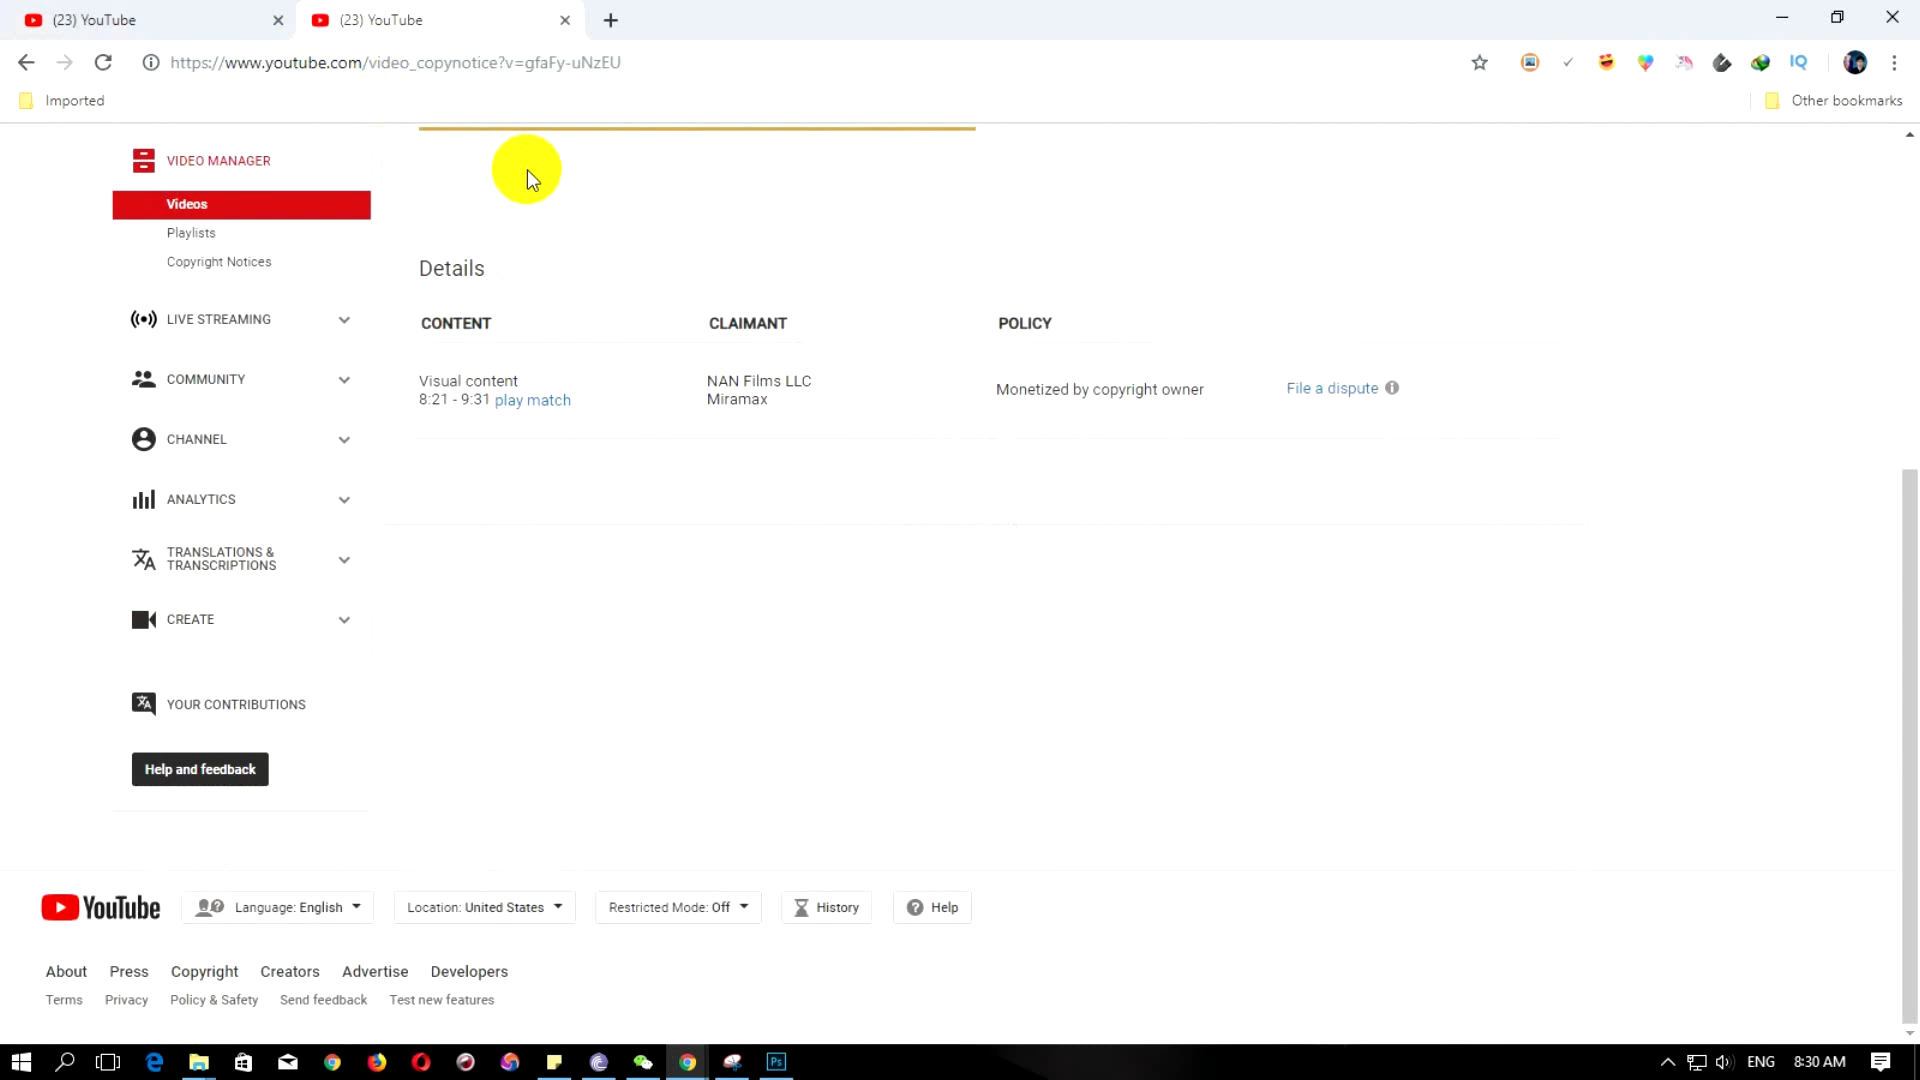 (23) YouTube
(23) YouTube
https://www.youtube.com/video_copynotice?v=gfaFy-uNzEU
IQ
Imported
Other bookmarks
VIDEO MANAGER
Videos
Playlists
Copyright Notices
LIVE STREAMING
COMMUNITY
CHANNEL
ANALYTICS
TRANSLATIONS &
TRANSCRIPTIONS
CREATE
YOUR CONTRIBUTIONS
Help and feedback
Details
CONTENT CLAIMANT POLICY
Visual content
8:21 - 9:31 play match
NAN Films LLC
Miramax
Monetized by copyright owner
File a dispute
YouTube
Language: English
Location: United States
Restricted Mode: Off
History
Help
About Press Copyright Creators Advertise Developers
Terms Privacy Policy & Safety Send feedback Test new features
Ps
ENG
8:30 AM